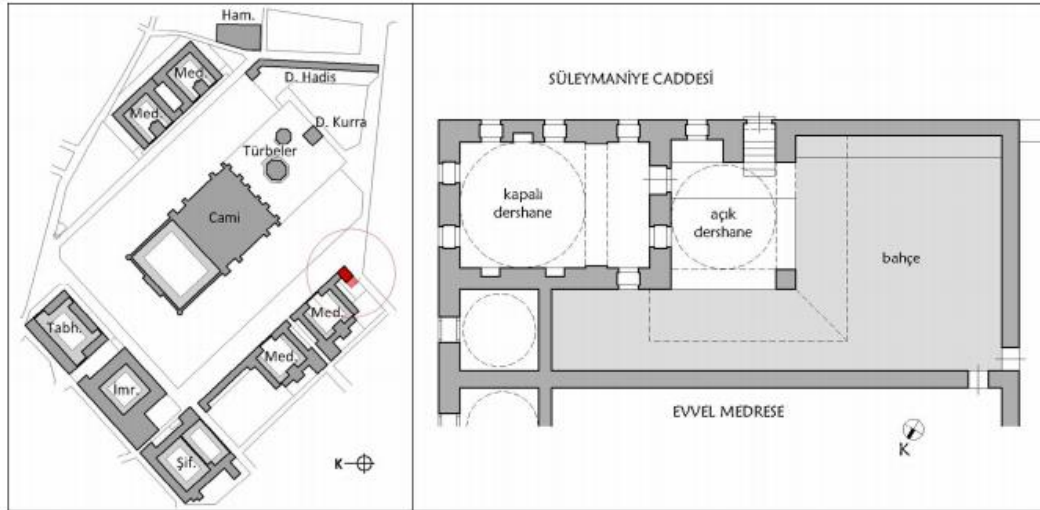 Ham.
Med.
D. Hadis
Med.
D. Kurra
Türbeler
Cami
Med.
Tabh.
Med.
İmr.
Şif.
K
SÜLEYMANİYE CADDESİ
kapalı
dershane
açık
dershane
bahçe
EVVEL MEDRESE
K